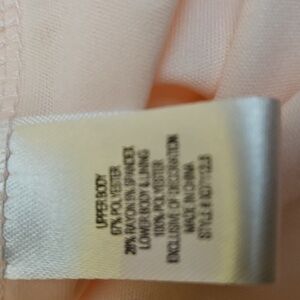 UPPER BODY
67% POLYESTER
28% RAYON 5% SPANDEX
LOWER BODY & LINING
100% POLYESTER
EXCLUSIVE OF DECORATION
MADE IN CHINA
STYLE #